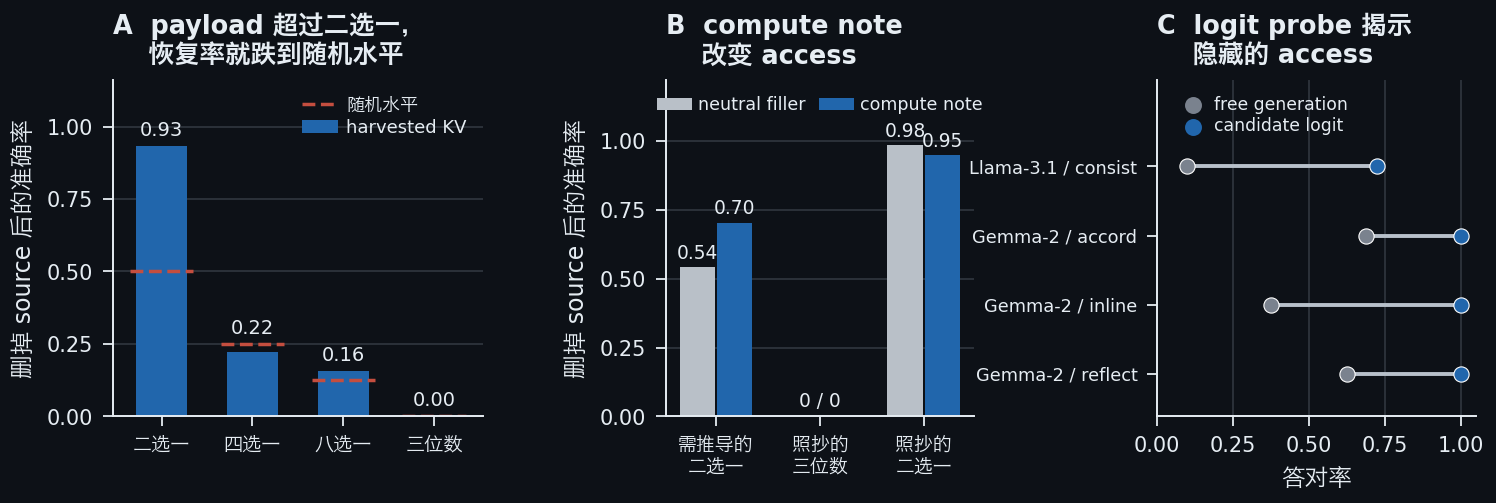 A payload 超过二选一,
恢复率就跌到随机水平
随机水平
harvested KV
删掉 source 后的准确率
1.00
0.75
0.50
0.25
0.00
0.93
0.22
0.16
0.00
二选一
四选一
八选一
三位数
B compute note
改变 access
neutral filler
compute note
删掉 source 后的准确率
1.00
0.75
0.50
0.25
0.00
0.54
0.70
0 / 0
0.98
0.95
需推导的
二选一
照抄的
三位数
照抄的
二选一
C logit probe 揭示
隐藏的 access
free generation
candidate logit
Llama-3.1 / consist
Gemma-2 / accord
Gemma-2 / inline
Gemma-2 / reflect
0.00
0.25
0.50
0.75
1.00
答对率